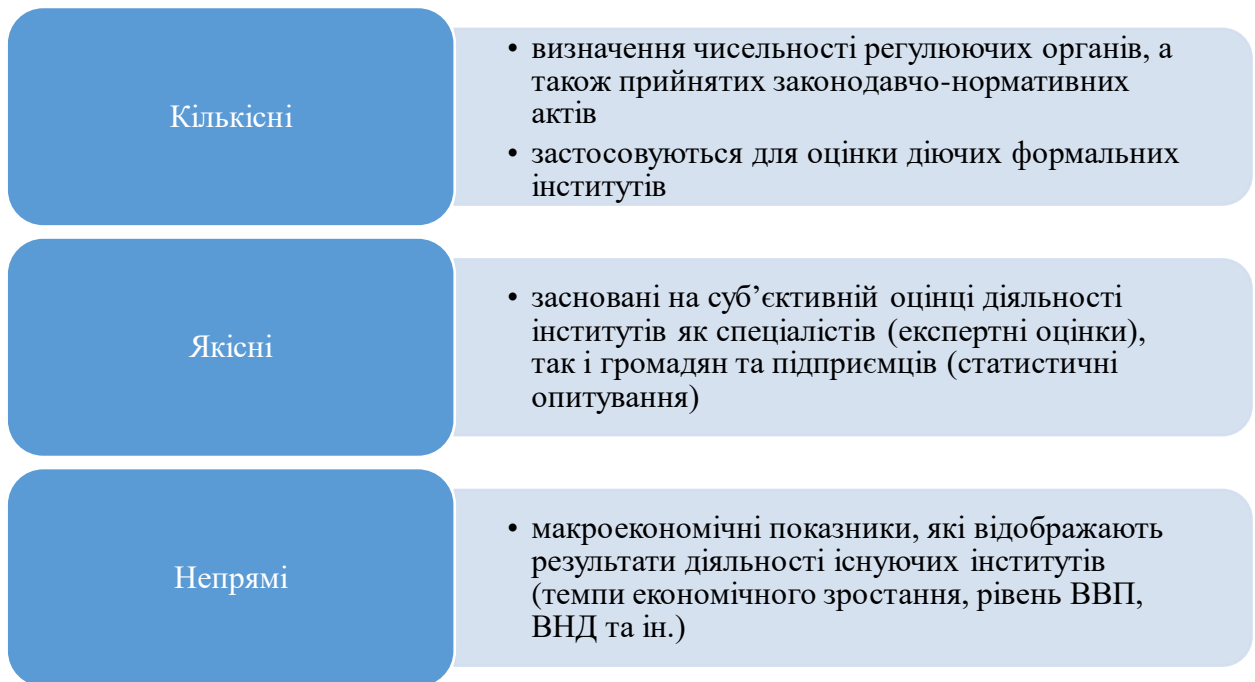 Кількісні
• визначення чисельності регулюючих органів, а
також прийнятих законодавчо-нормативних
актів
• застосовуються для оцінки діючих формальних
інститутів
Якісні
• засновані на суб’єктивній оцінці діяльності
інститутів як спеціалістів (експертні оцінки),
так і громадян та підприємців (статистичні
опитування)
Непрямі
• макроекономічні показники, які відображають
результати діяльності існуючих інститутів
(темпи економічного зростання, рівень ВВП,
ВНД та ін.)